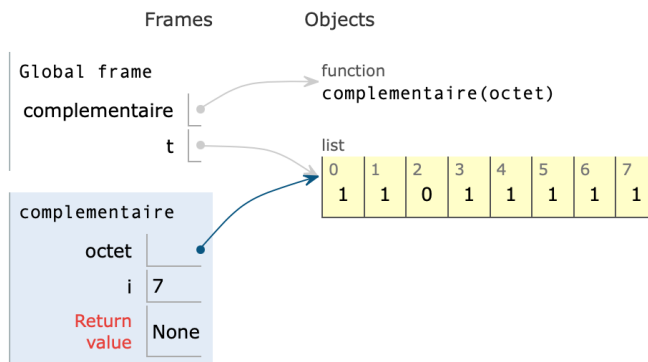 Frames Objects
Global frame
function
complementaire
complementaire(octet)
t
list
0 1 2 3 4 5 6 7
1 1 0 1 1 1 1 1
complementaire
octet
i 7
Return
value None